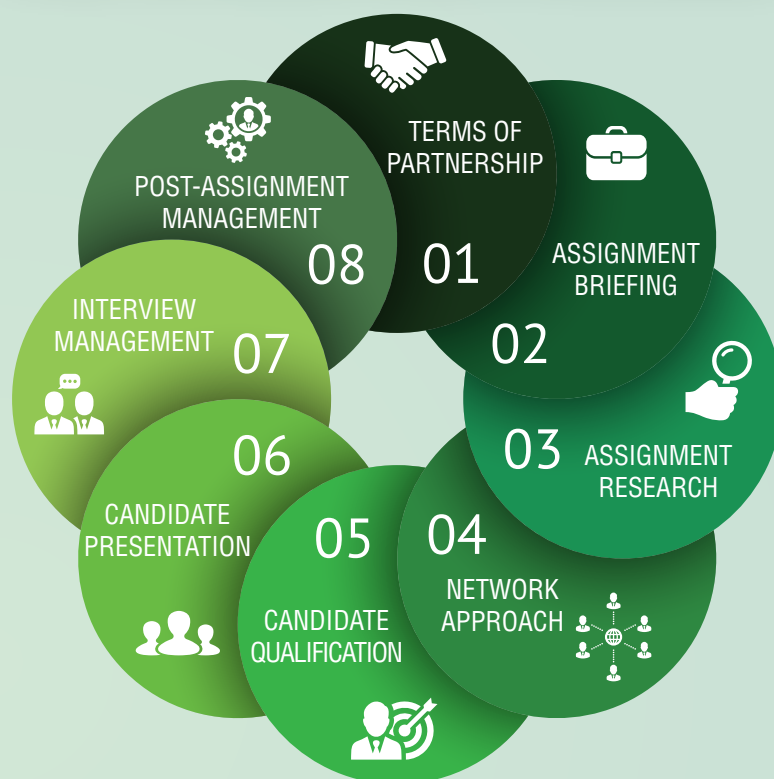 TERMS OF
PARTNERSHIP
01
ASSIGNMENT
BRIEFING
02
03
ASSIGNMENT
RESEARCH
04
NETWORK
APPROACH
05
CANDIDATE
QUALIFICATION
06
CANDIDATE
PRESENTATION
INTERVIEW
MANAGEMENT
07
POST-ASSIGNMENT
MANAGEMENT
08